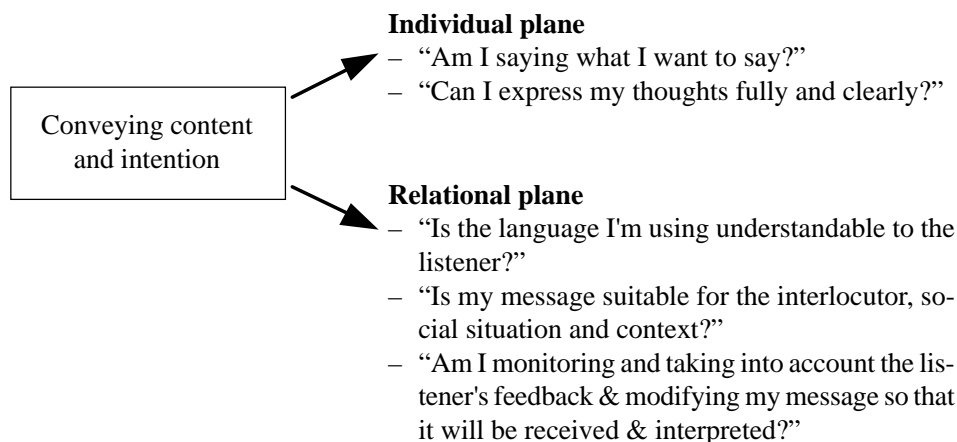 Individual plane
– “Am I saying what I want to say?”
– “Can I express my thoughts fully and clearly?”
Conveying content
and intention
Relational plane
– “Is the language I'm using understandable to the
listener?”
– “Is my message suitable for the interlocutor, so-
cial situation and context?”
– “Am I monitoring and taking into account the lis-
tener's feedback & modifying my message so that
it will be received & interpreted?”